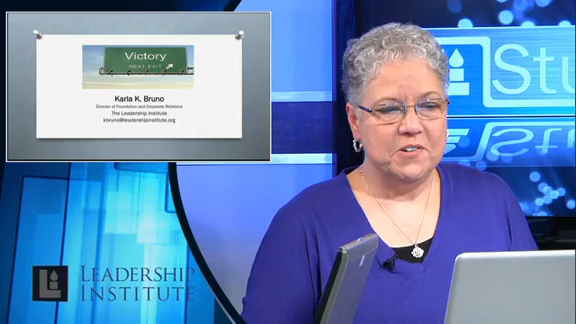 Victory
NEXT EXIT
Karla K. Bruno
Director of Foundation and Corporate Relations
The Leadership Institute
kbruno@leadershipinstitute.org
LI
Stu
LEADERSHIP
INSTITUTE